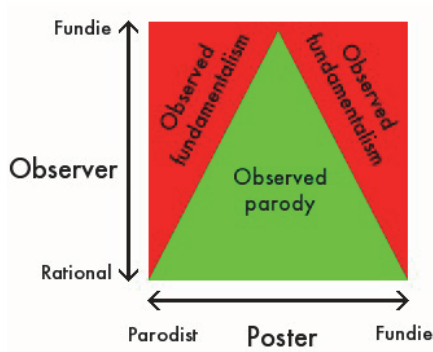 Fundie
Observed
fundamentalism
Observed
fundamentalism
Observer
Observed
parody
Rational
Parodist
Poster
Fundie